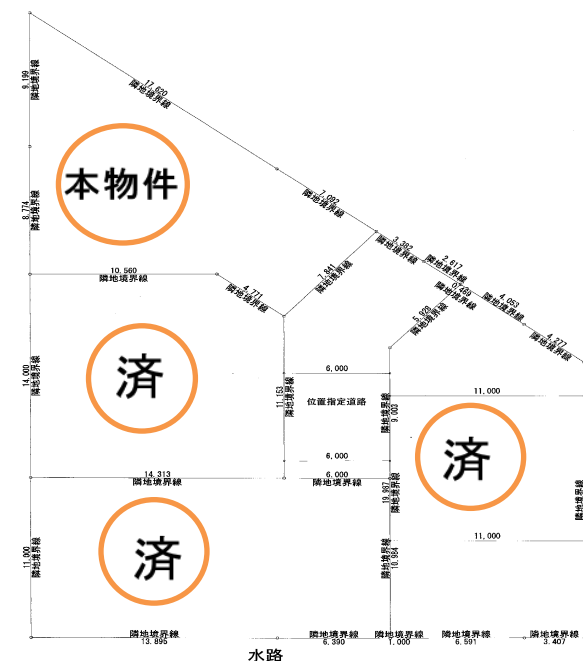 9,199
隣地境界線
17,620
隣地境界線
本物件
8,774
隣地境界線
7,092
隣地境界線
3,392
隣地境界線
2,617
隣地境界線
0,469
4,053
隣地境界線
4,277
隣地境界線
7,841
隣地境界線
5,928
隣地境界線
10,560
隣地境界線
4,771
隣地境界線
14,000
隣地境界線
済
11,153
隣地境界線
6,000
位置指定道路
6,000
6,000
隣地境界線
9,003
隣地境界線
11,000
済
隣地境界線
14,313
隣地境界線
19,987
隣地境界線
10,984
11,000
11,000
隣地境界線
済
隣地境界線
13,895
隣地境界線
6,390
隣地境界線
1,000
隣地境界線
6,591
隣地境界線
3,407
水路